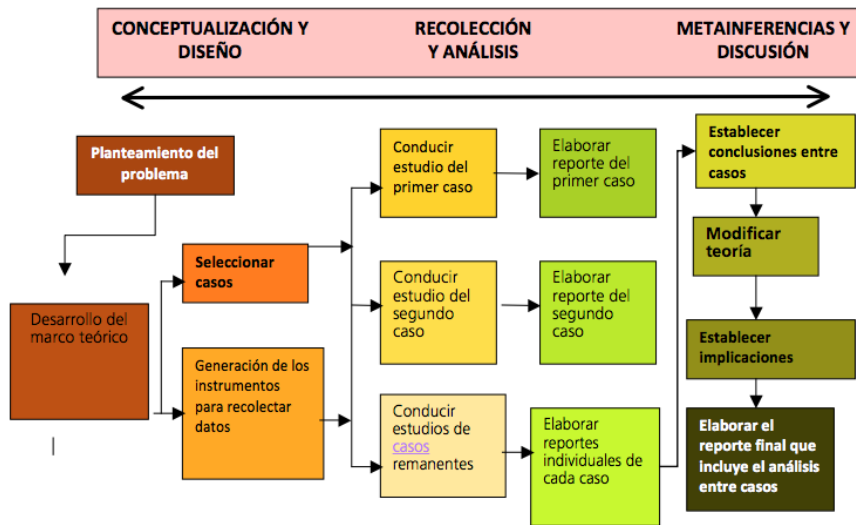 CONCEPTUALIZACIÓN Y
DISEÑO
RECOLECCIÓN
Y ANÁLISIS
METAINFERENCIAS Y
DISCUSIÓN
Planteamiento del
problema
Desarrollo del
marco teórico
Seleccionar
casos
Generación de los
instrumentos
para recolectar
datos
Conducir
estudio del
primer caso
Elaborar
reporte del
primer caso
Conducir
estudio del
segundo
caso
Elaborar
reporte del
segundo
caso
Conducir
estudios de
casos
remanentes
Elaborar
reportes
individuales de
cada caso
Establecer
conclusiones entre
casos
Modificar
teoría
Establecer
implicaciones
Elaborar el
reporte final que
incluye el análisis
entre casos